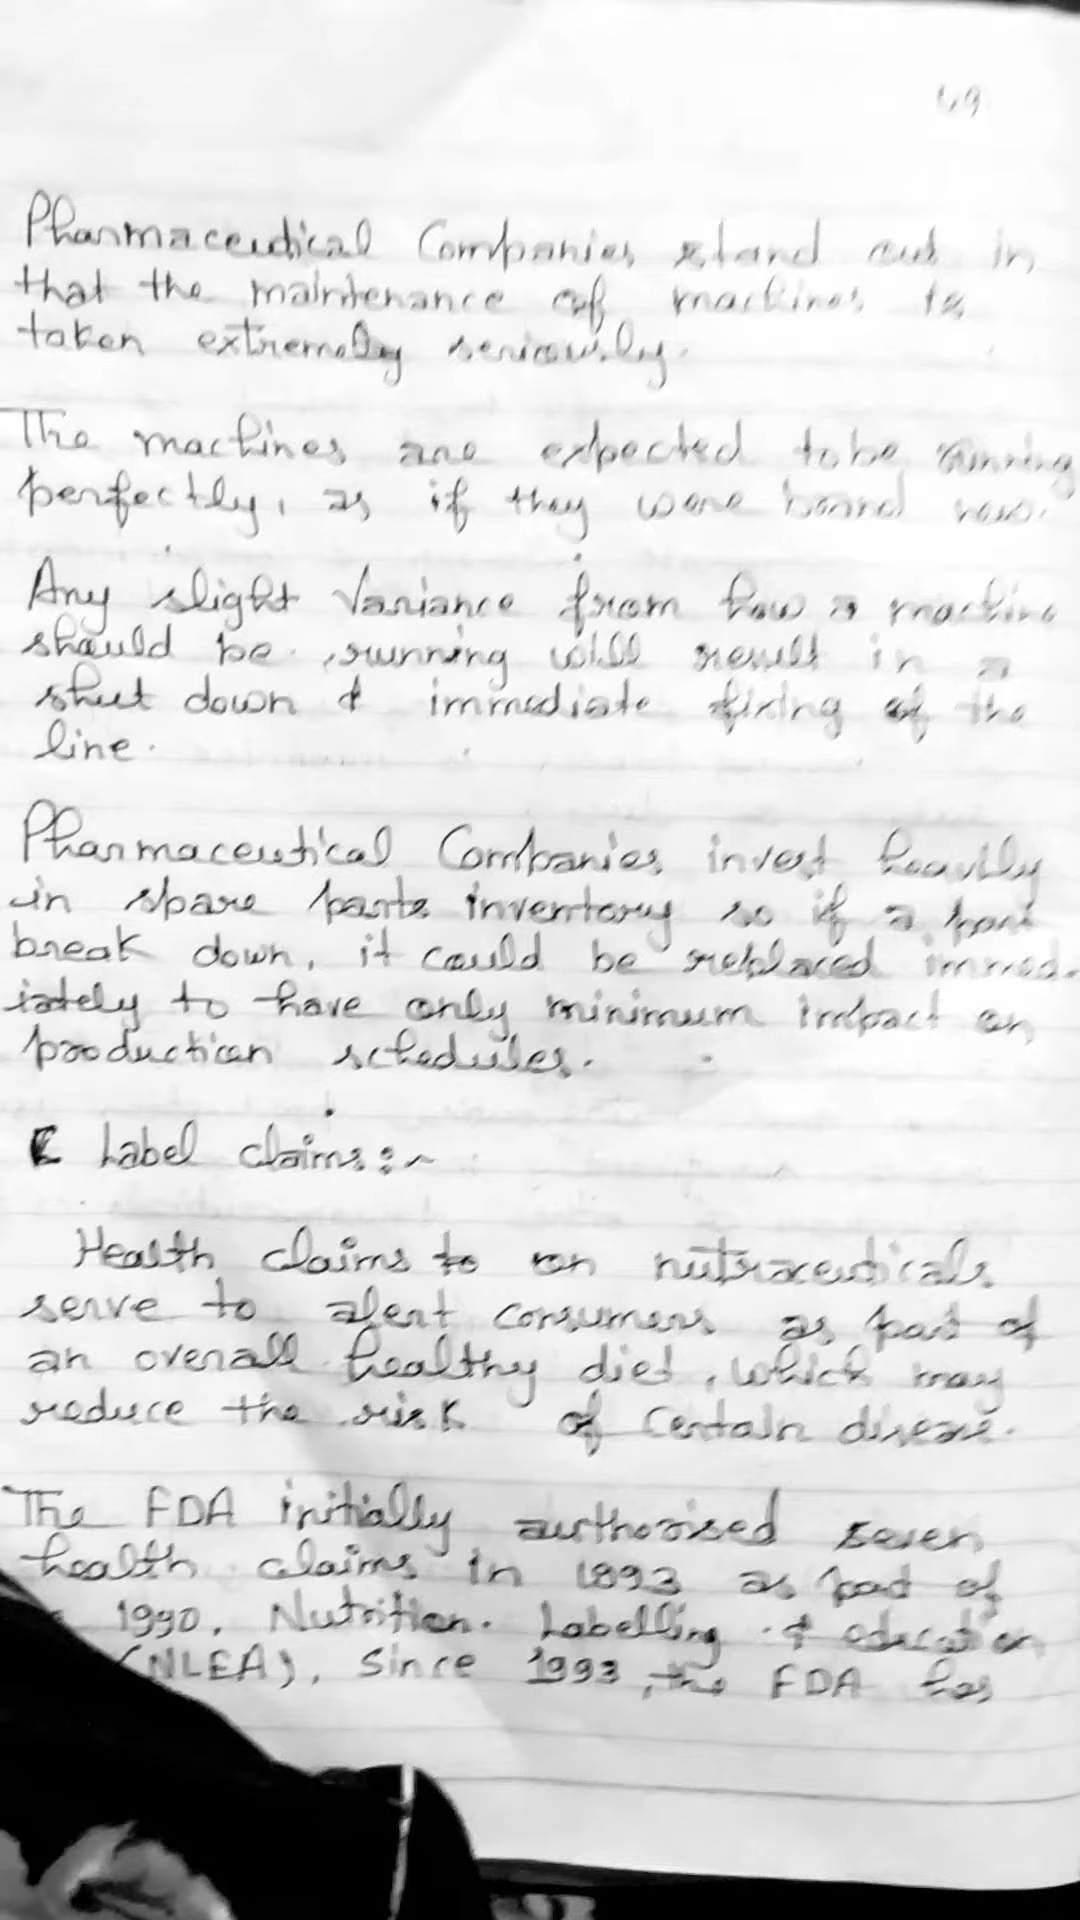 49
Pharmaceutical Companies stand out in
that the maintenance of machines is
taken extremely seriously.
The machines are expected to be running
perfectly, as if they were brand new.
Any slight Variance from how a machine
should be running will result in a
shut down & immediate fixing of the
line.
Pharmaceutical Companies invest heavily
in spare parts inventory so if a part
break down, it could be replaced immed-
iately to have only minimum impact on
production schedules.
Label claims:~
Health claims to on nutraceuticals
serve to alert consumers as part of
an overall healthy diet, which may
reduce the risk of Certain disease.
The FDA initially authorised seven
health claims in 1993 as part of
1990, Nutrition. Labelling & education
(NLEA), Since 1993, the FDA has